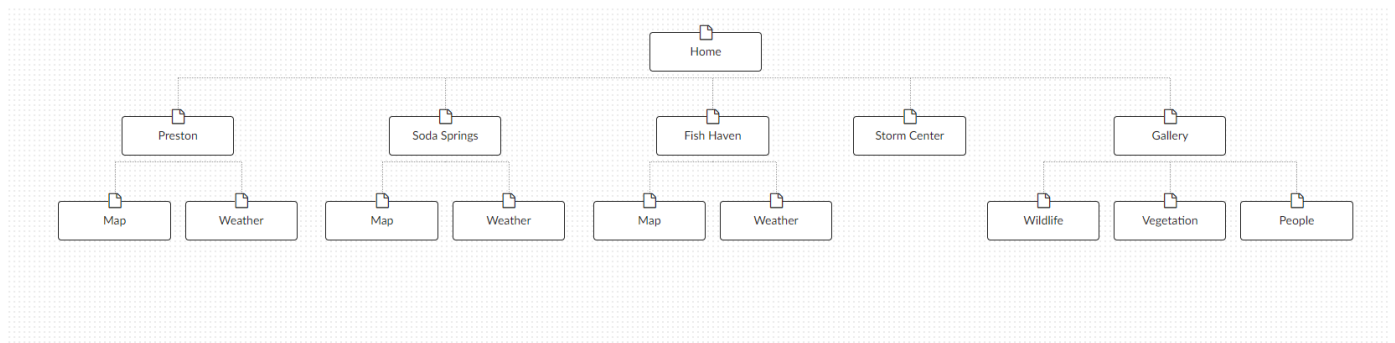 Home
Preston
Soda Springs
Fish Haven
Storm Center
Gallery
Map
Weather
Map
Weather
Map
Weather
Wildlife
Vegetation
People